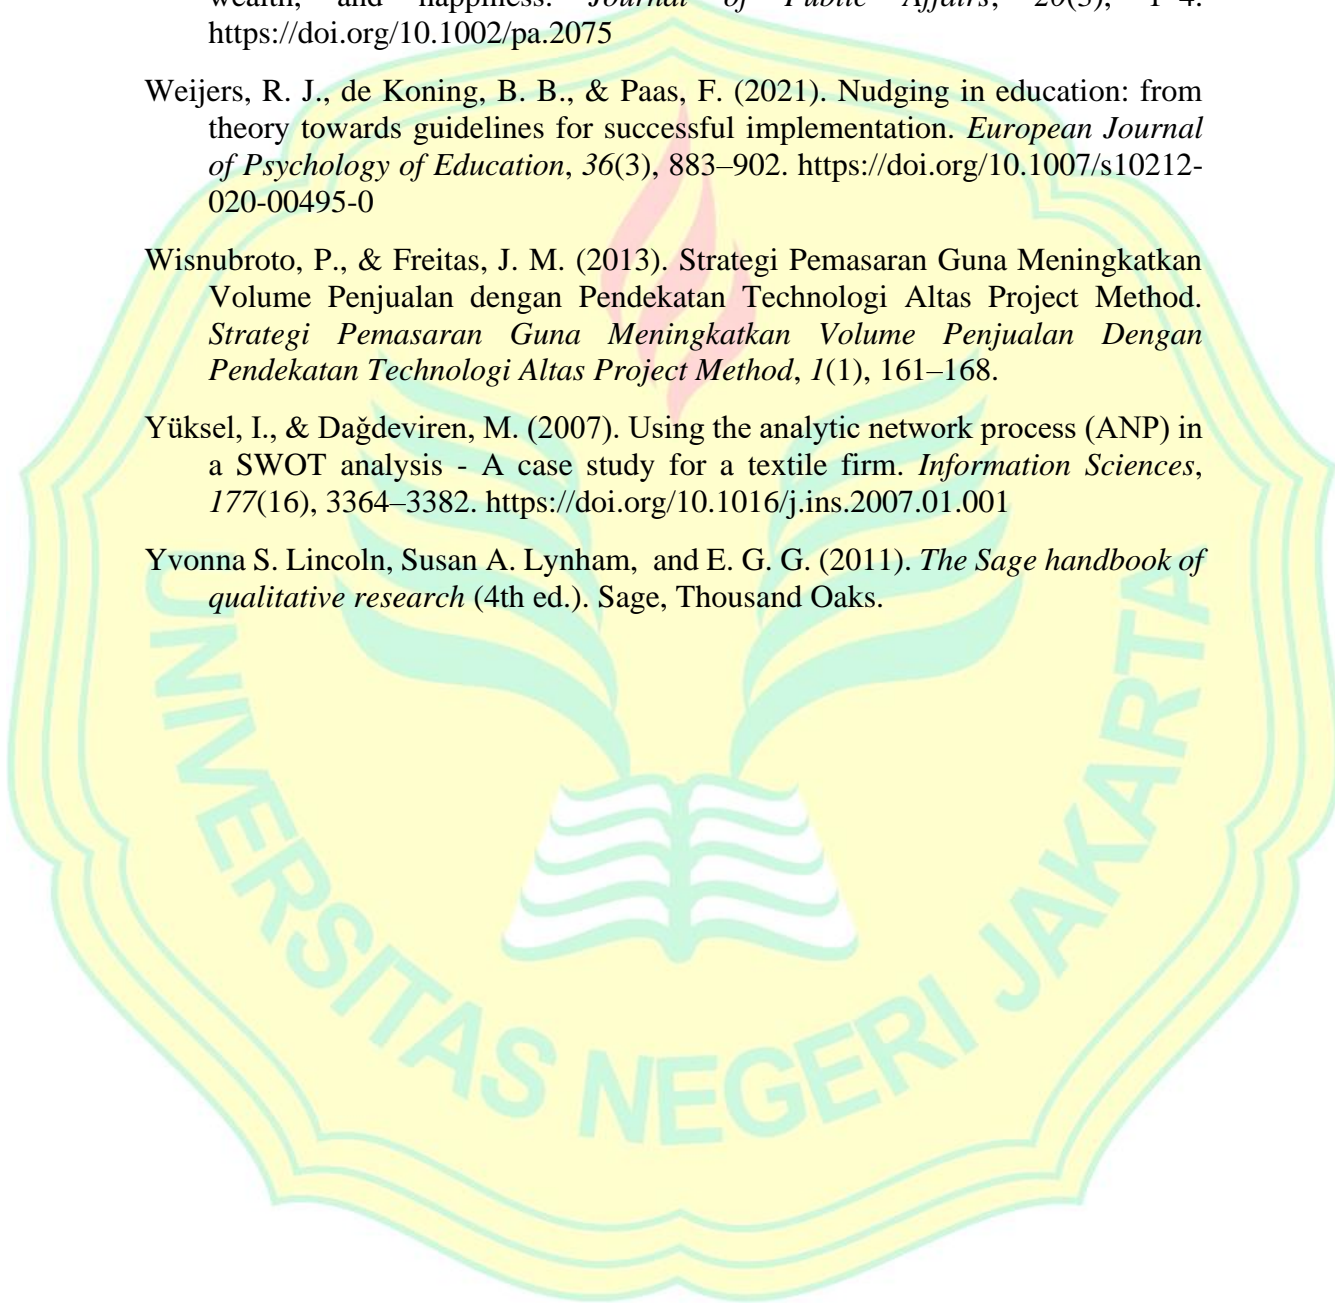 wealth, and happiness. Journal of Public Affairs, 20(3), 1–4.
https://doi.org/10.1002/pa.2075
Weijers, R. J., de Koning, B. B., & Paas, F. (2021). Nudging in education: from
theory towards guidelines for successful implementation. European Journal
of Psychology of Education, 36(3), 883–902. https://doi.org/10.1007/s10212-
020-00495-0
Wisnubroto, P., & Freitas, J. M. (2013). Strategi Pemasaran Guna Meningkatkan
Volume Penjualan dengan Pendekatan Technologi Altas Project Method.
Strategi Pemasaran Guna Meningkatkan Volume Penjualan Dengan
Pendekatan Technologi Altas Project Method, 1(1), 161–168.
Yüksel, I., & Daǧdeviren, M. (2007). Using the analytic network process (ANP) in
a SWOT analysis - A case study for a textile firm. Information Sciences,
177(16), 3364–3382. https://doi.org/10.1016/j.ins.2007.01.001
Yvonna S. Lincoln, Susan A. Lynham, and E. G. G. (2011). The Sage handbook of
qualitative research (4th ed.). Sage, Thousand Oaks.
UNIVERSITAS NEGERI JAKARTA